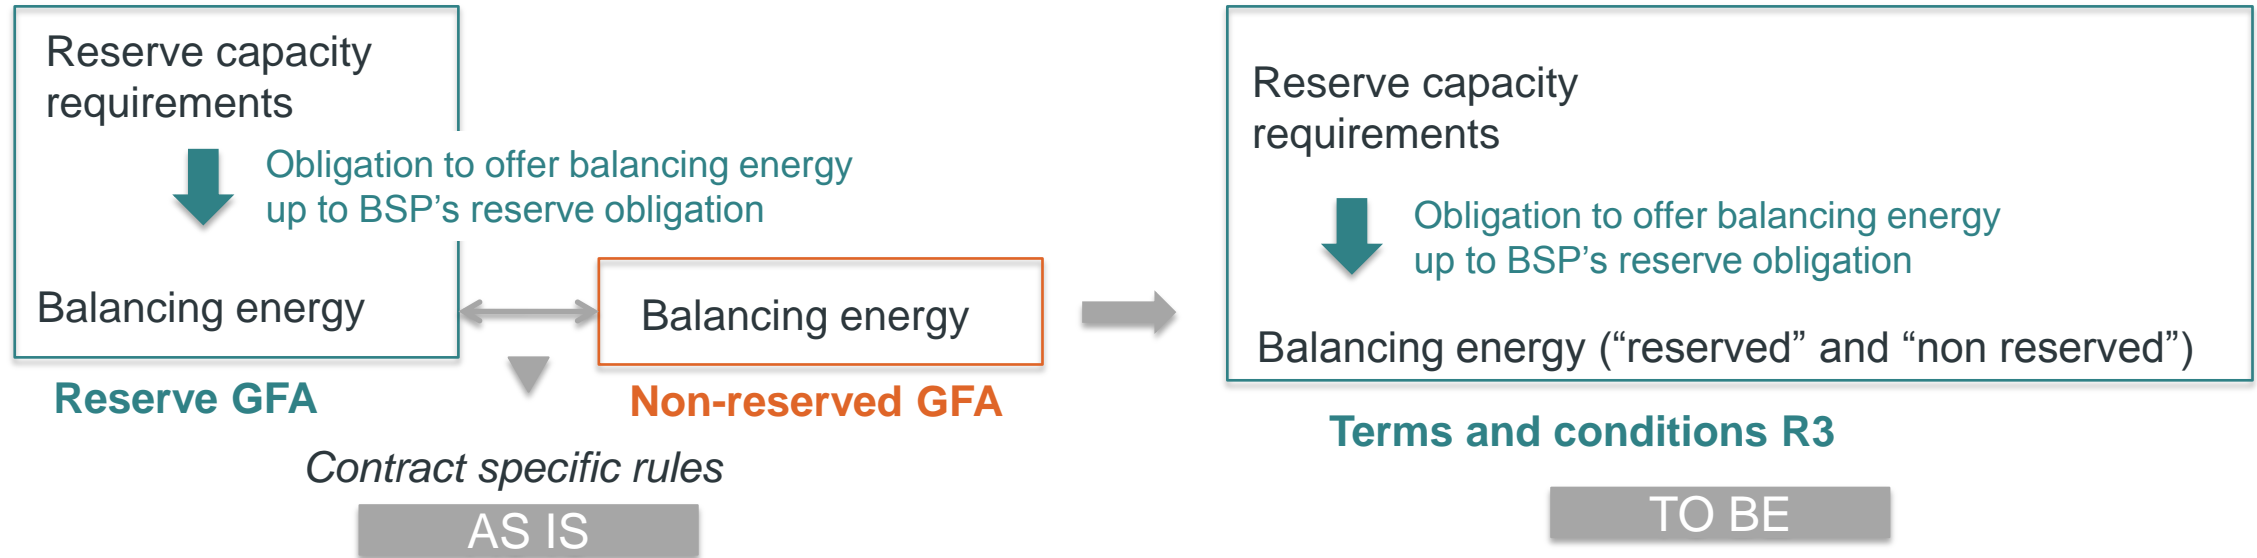 Reserve capacity
requirements
Obligation to offer balancing energy
up to BSP's reserve obligation
Balancing energy
Reserve GFA
Balancing energy
Non-reserved GFA
Contract specific rules
AS IS
Reserve capacity
requirements
Obligation to offer balancing energy
up to BSP's reserve obligation
Balancing energy (“reserved” and “non reserved”)
Terms and conditions R3
TO BE